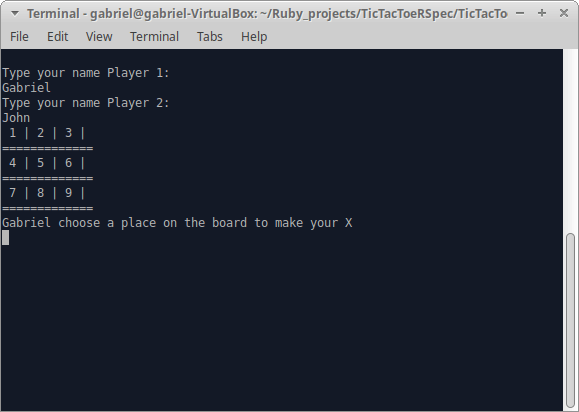 Terminal - gabriel@gabriel-VirtualBox: ~/Ruby_projects/TicTacToeRSpec/TicTacTo
File Edit View Terminal Tabs Help
Type your name Player 1:
Gabriel
Type your name Player 2:
John
1 | 2 | 3 |
=============
4 | 5 | 6 |
=============
7 | 8 | 9 |
=============
Gabriel choose a place on the board to make your X